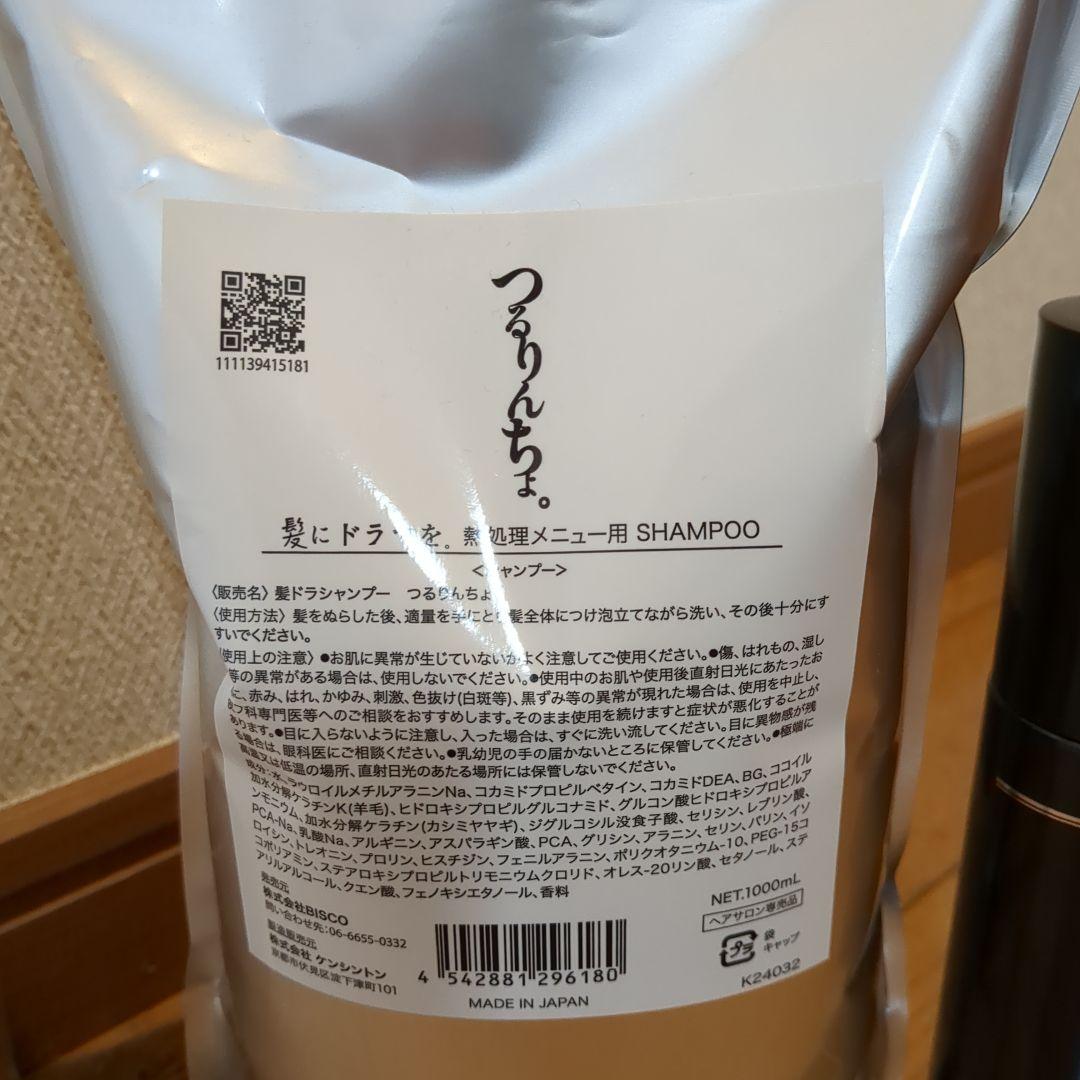 111139415181
つるりんちょ。
髪にドラマを。熱処理メニュー用 SHAMPOO
<シャンプー>
〈販売名〉髪ドラシャンプー つるりんちょ
〈使用方法〉髪をぬらした後、適量を手にとり髪全体につけ泡立てながら洗い、その後十分にす
すいでください。
〈使用上の注意〉●お肌に異常が生じていないかよく注意してご使用ください。●傷、はれもの、湿し
等の異常がある場合は、使用しないでください。●使用中のお肌や使用後直射日光にあたったお
に、赤み、はれ、かゆみ、刺激、色抜け(白斑等)、黒ずみ等の異常が現れた場合は、使用を中止し、
皮フ科専門医等へのご相談をおすすめします。そのまま使用を続けますと症状が悪化することが
あります。●目に入らないように注意し、入った場合は、すぐに洗い流してください。目に異物感が残
る場合は、眼科医にご相談ください。●乳幼児の手の届かないところに保管してください。●極端に
高温又は低温の場所、直射日光のあたる場所には保管しないでください。
成分:水、ラウロイルメチルアラニンNa、コカミドプロピルベタイン、コカミドDEA、BG、ココイル
加水分解ケラチンK(羊毛)、ヒドロキシプロピルグルコナミド、グルコン酸ヒドロキシプロピルア
ンモニウム、加水分解ケラチン(カシミヤヤギ)、ジグルコシル没食子酸、セリシン、レブリン酸、
PCA-Na、乳酸Na、アルギニン、アスパラギン酸、PCA、グリシン、アラニン、セリン、バリン、イソ
ロイシン、トレオニン、プロリン、ヒスチジン、フェニルアラニン、ポリクオタニウム-10、PEG-15コ
コポリアミン、ステアロキシプロピルトリモニウムクロリド、オレス-20リン酸、セタノール、ステ
アリルアルコール、クエン酸、フェノキシエタノール、香料
発売元
株式会社BISCO
問い合わせ先:06-6655-0332
製造販売元
株式会社 ケンシントン
京都市伏見区淀下津町101
4 542881 296180
MADE IN JAPAN
NET.1000mL
ヘアサロン専売品
プラ
袋
キャップ
K24032